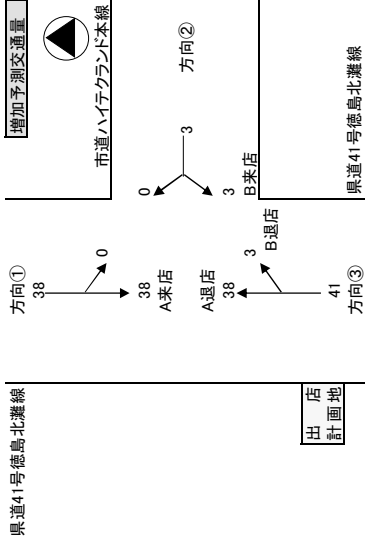 増加予測交通量
県道41号徳島北灘線
方向①
38
0
38
A来店
市道ハイテクランド本線
方向②
3
0
3
B来店
A退店
38
3
B退店
41
方向③
出店
計画地
県道41号徳島北灘線